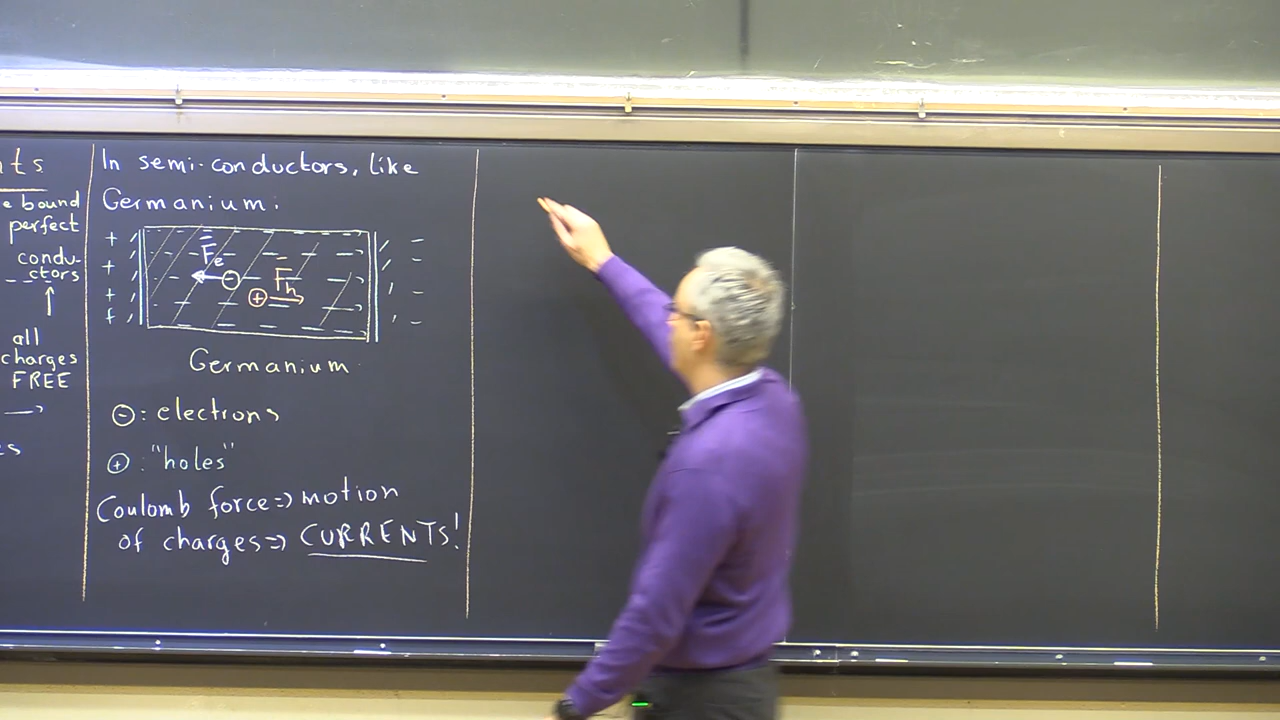 ts
e bound
perfect
condu-
ctors
all
charges
FREE
In semi-conductors, like
Germanium:
+ -
+ Fe -
⊖ Fh
+ ⊕ -
+ -
Germanium
⊖: electrons
⊕: "holes"
Coulomb force => motion
of charges => CURRENTS!